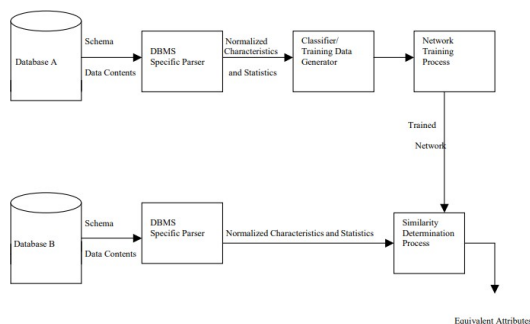 Database A
Schema
Data Contents
DBMS
Specific Parser
Normalized
Characteristics
and Statistics
Classifier/
Training Data
Generator
Network
Training
Process
Trained
Network
Database B
Schema
Data Contents
DBMS
Specific Parser
Normalized Characteristics and Statistics
Similarity
Determination
Process
Equivalent Attributes